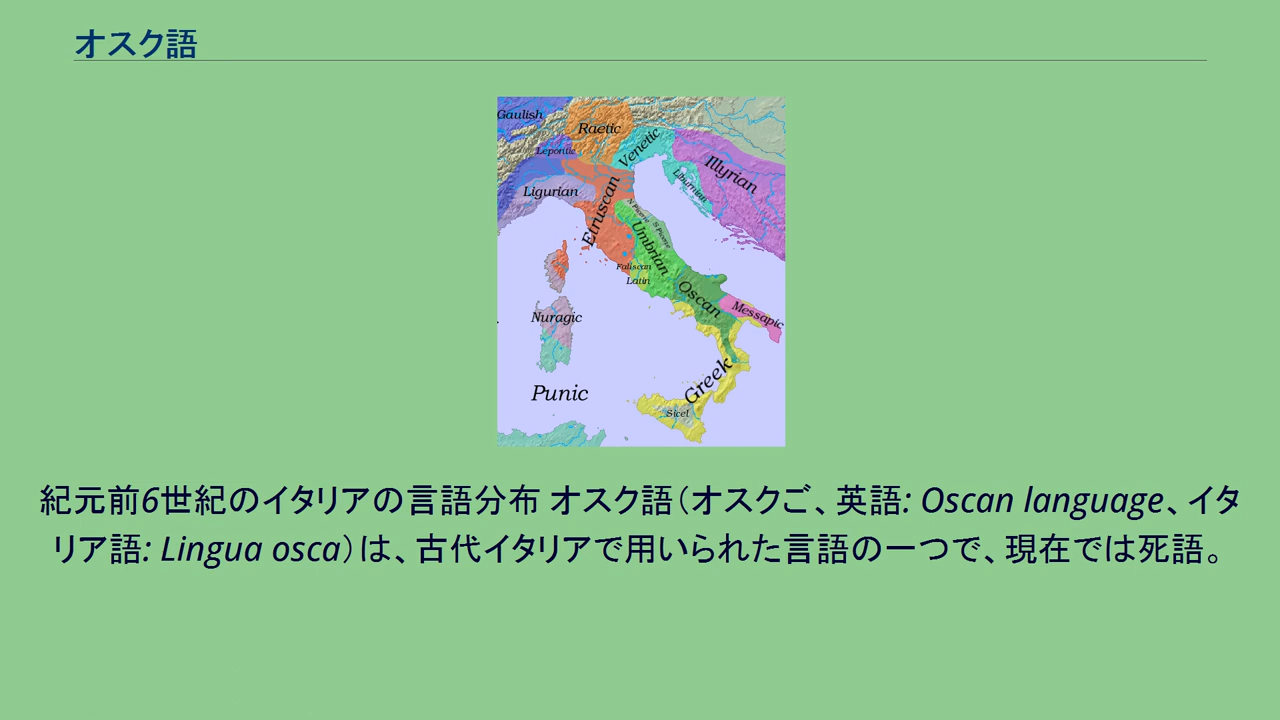 オスク語
Gaulish
Raetic
Lepontic
Venetic
Illyrian
Liburnian
Ligurian
Etruscan
N Picene
S Picene
Umbrian
Faliscan
Latin
Oscan
Messapic
Nuragic
Greek
Punic
Sicel
紀元前6世紀のイタリアの言語分布 オスク語（オスクご、英語: Oscan language、イタ
リア語: Lingua osca）は、古代イタリアで用いられた言語の一つで、現在では死語。